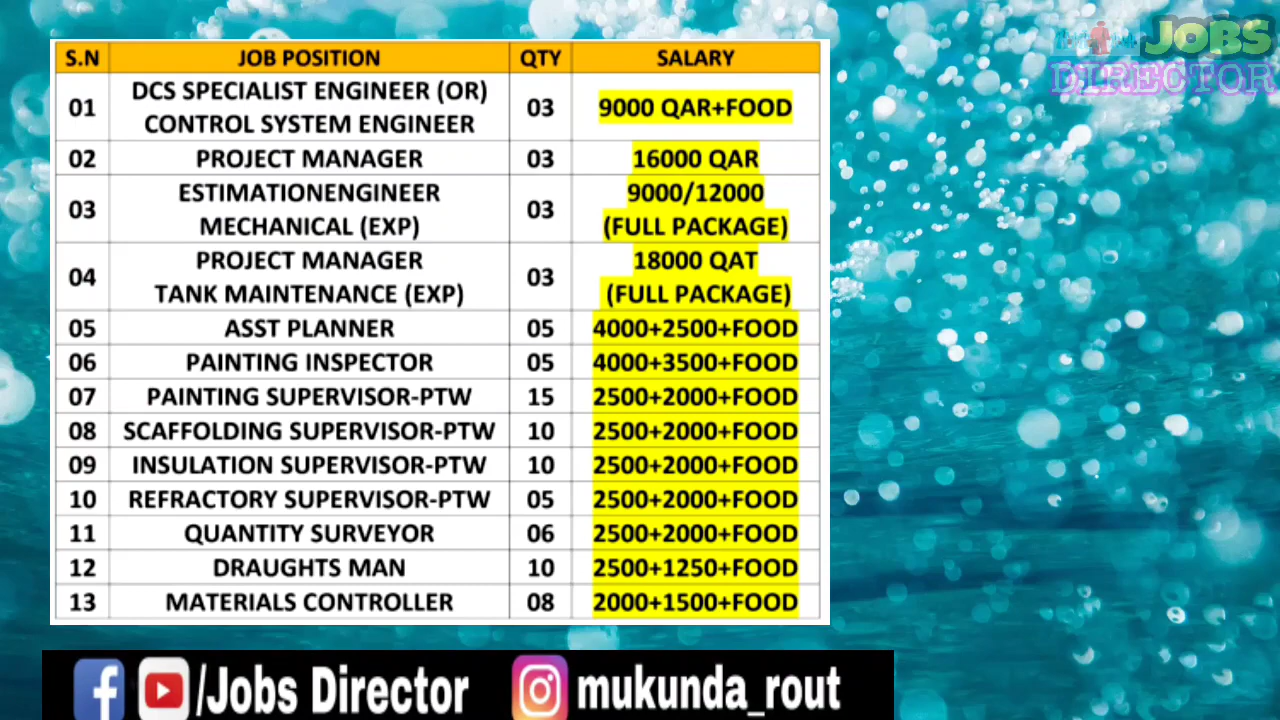 JOBS
DIRECTOR
S.N JOB POSITION QTY SALARY
01 DCS SPECIALIST ENGINEER (OR) CONTROL SYSTEM ENGINEER 03 9000 QAR+FOOD
02 PROJECT MANAGER 03 16000 QAR
03 ESTIMATIONENGINEER MECHANICAL (EXP) 03 9000/12000 (FULL PACKAGE)
04 PROJECT MANAGER TANK MAINTENANCE (EXP) 03 18000 QAT (FULL PACKAGE)
05 ASST PLANNER 05 4000+2500+FOOD
06 PAINTING INSPECTOR 05 4000+3500+FOOD
07 PAINTING SUPERVISOR-PTW 15 2500+2000+FOOD
08 SCAFFOLDING SUPERVISOR-PTW 10 2500+2000+FOOD
09 INSULATION SUPERVISOR-PTW 10 2500+2000+FOOD
10 REFRACTORY SUPERVISOR-PTW 05 2500+2000+FOOD
11 QUANTITY SURVEYOR 06 2500+2000+FOOD
12 DRAUGHTS MAN 10 2500+1250+FOOD
13 MATERIALS CONTROLLER 08 2000+1500+FOOD
/Jobs Director mukunda_rout